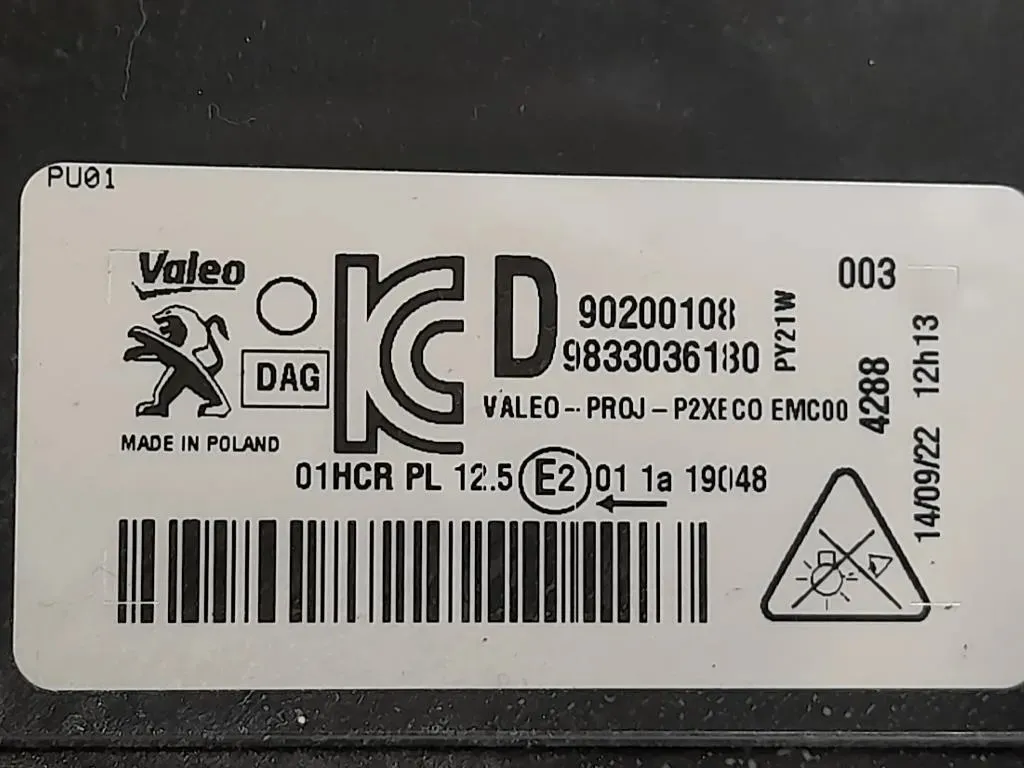 PU01
Valeo
DAG
MADE IN POLAND
KC
D
90200108
9833036180
PY21W
VALEO-- PROJ - P2XECO EMC00
003
4288
14/09/22 12h13
01HCR PL 12.5 E2 01 1a 19048